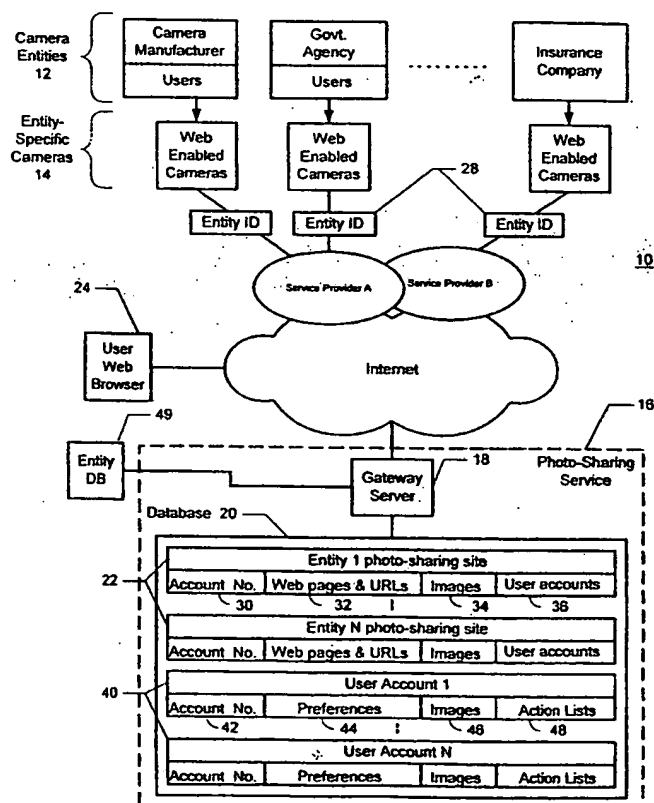 Camera
Entities
12
Camera
Manufacturer
Users
Govt.
Agency
Users
Insurance
Company
Entity-
Specific
Cameras
14
Web
Enabled
Cameras
Web
Enabled
Cameras
Web
Enabled
Cameras
28
Entity ID
Entity ID
Entity ID
10
Service Provider A
Service Provider B
24
User
Web
Browser
Internet
49
Entity
DB
16
Photo-Sharing
Service
18
Gateway
Server
Database 20
22
Entity 1 photo-sharing site
Account No. Web pages & URLs Images User accounts
30 32 34 36
Entity N photo-sharing site
Account No. Web pages & URLs Images User accounts
40
User Account 1
Account No. Preferences Images Action Lists
42 44 46 48
User Account N
Account No. Preferences Images Action Lists